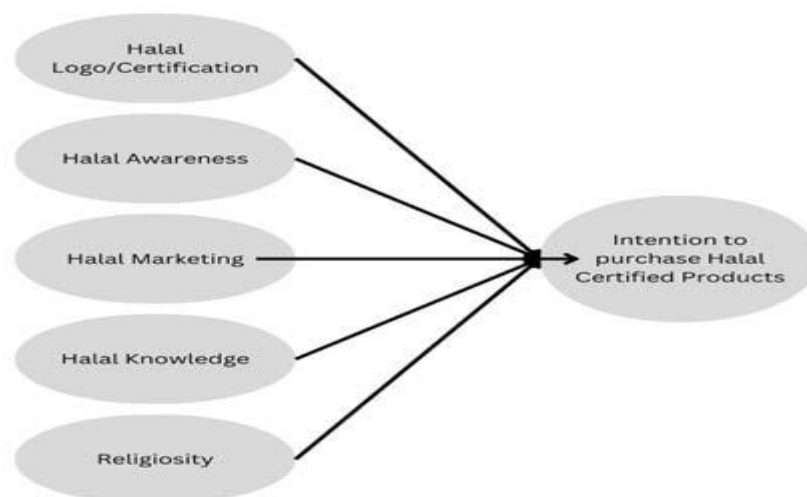 Halal
Logo/Certification
Halal Awareness
Halal Marketing
Halal Knowledge
Religiosity
Intention to
purchase Halal
Certified Products